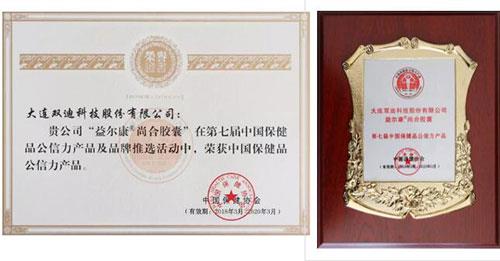 荣誉
大连双迪科技股份有限公司:
贵公司“益尔康®尚合胶囊”在第七届中国保健
品公信力产品及品牌推选活动中,荣获中国保健品
公信力产品。
中国保健协会
(有效期:2018年3月-2020年3月)
大连双迪科技股份有限公司
益尔康®尚合胶囊
第七届中国保健品公信力产品
中国保健协会